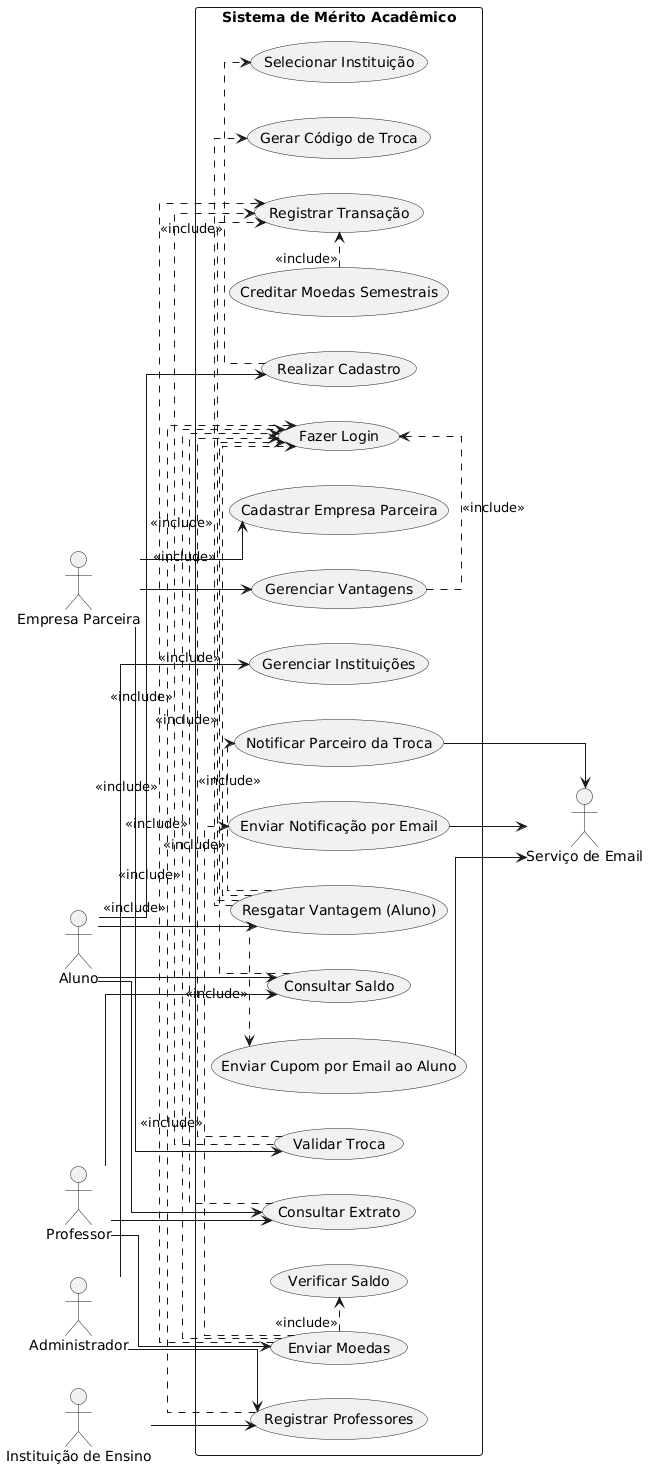 Sistema de Mérito Acadêmico
Selecionar Instituição
Gerar Código de Troca
Registrar Transação
«include»
«include»
Creditar Moedas Semestrais
Realizar Cadastro
Fazer Login
Cadastrar Empresa Parceira
«include»
«include»
«include»
Gerenciar Vantagens
Empresa Parceira
«include»
Gerenciar Instituições
«include»
«include»
Notificar Parceiro da Troca
«include»
«include»
Enviar Notificação por Email
«include»
«include»
Serviço de Email
«include»
«include»
Resgatar Vantagem (Aluno)
Aluno
Consultar Saldo
«include»
Enviar Cupom por Email ao Aluno
«include»
Validar Troca
Consultar Extrato
Professor
Verificar Saldo
«include»
Administrador
Enviar Moedas
Registrar Professores
Instituição de Ensino